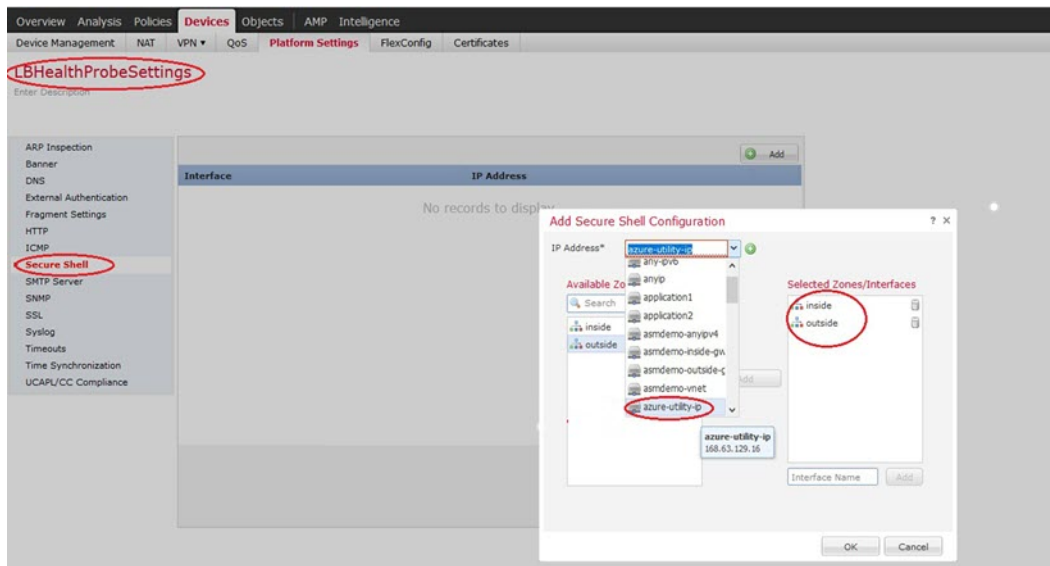 Overview Analysis Policies Devices Objects AMP Intelligence
Device Management NAT VPN QoS Platform Settings FlexConfig Certificates
LBHealthProbeSettings
Enter Description
ARP Inspection
Banner
DNS
External Authentication
Fragment Settings
HTTP
ICMP
Secure Shell
SMTP Server
SNMP
SSL
Syslog
Timeouts
Time Synchronization
UCAPL/CC Compliance
Add
Interface IP Address
No records to display
Add Secure Shell Configuration ? ×
IP Address* azure-utility-ip
any-ipv6
anyip
application1
application2
asmdemo-anyipv4
asmdemo-inside-gw
asmdemo-outside-g
asmdemo-vnet
azure-utility-ip
azure-utility-ip
168.63.129.16
Available Zo
Search
inside
outside
Add
Selected Zones/Interfaces
inside
outside
Interface Name Add
OK Cancel